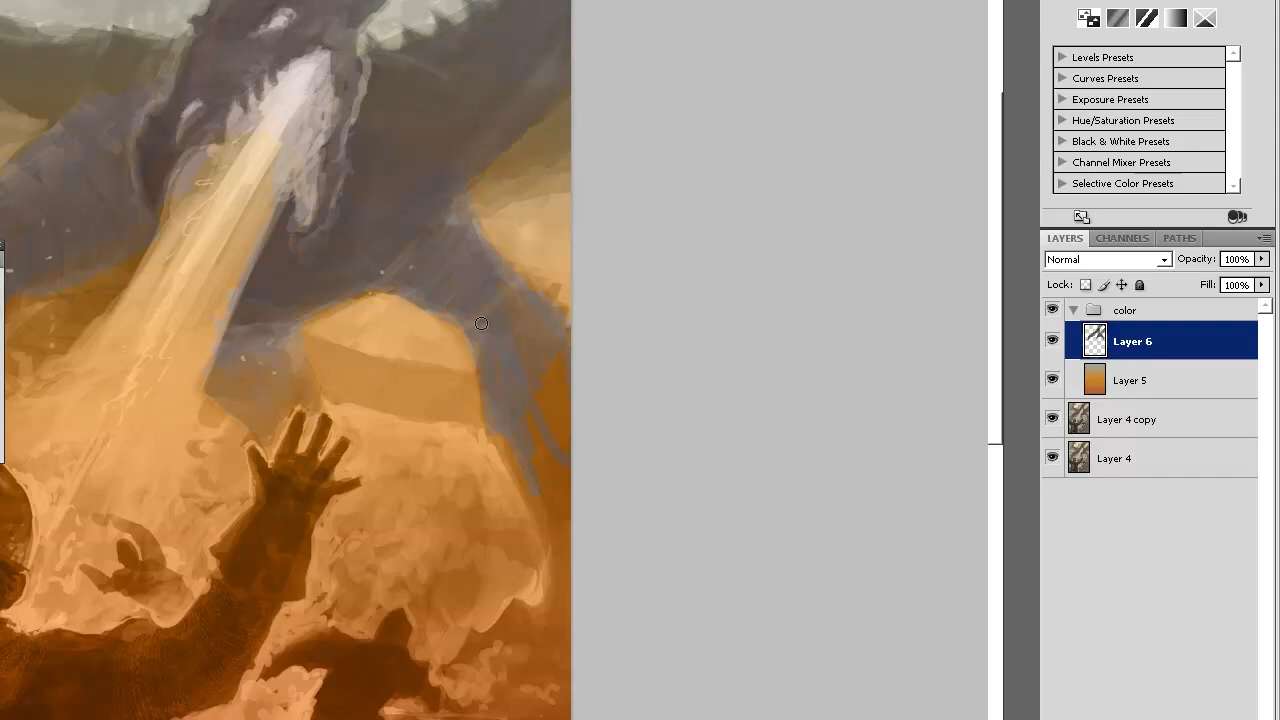 Levels Presets
Curves Presets
Exposure Presets
Hue/Saturation Presets
Black & White Presets
Channel Mixer Presets
Selective Color Presets
LAYERS CHANNELS PATHS
Normal Opacity: 100%
Lock: Fill: 100%
color
Layer 6
Layer 5
Layer 4 copy
Layer 4